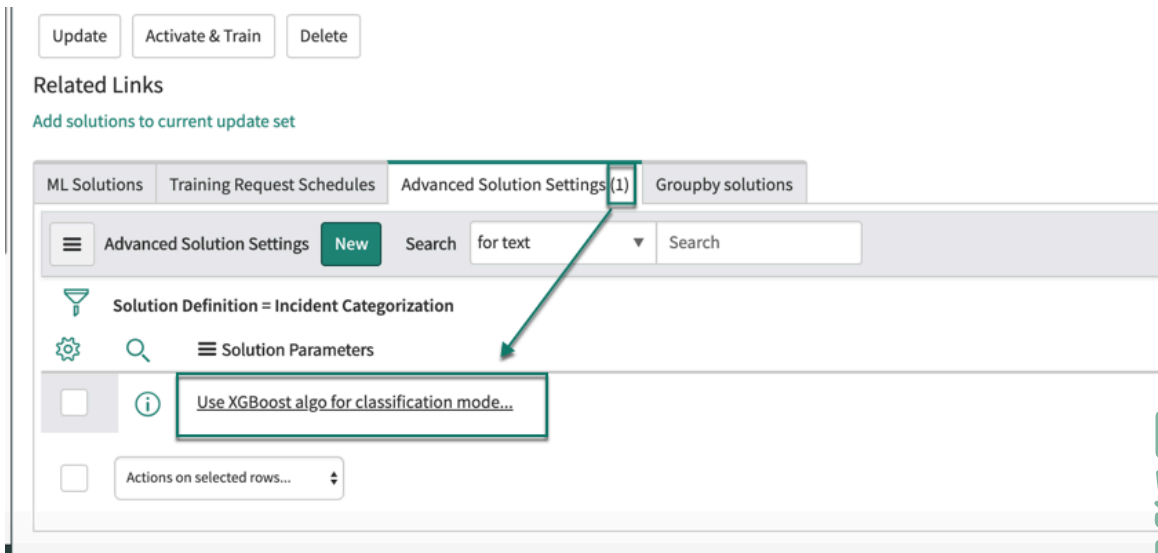 Update Activate & Train Delete
Related Links
Add solutions to current update set
ML Solutions Training Request Schedules Advanced Solution Settings (1) Groupby solutions
Advanced Solution Settings New Search for text Search
Solution Definition = Incident Categorization
Solution Parameters
Use XGBoost algo for classification mode...
Actions on selected rows...